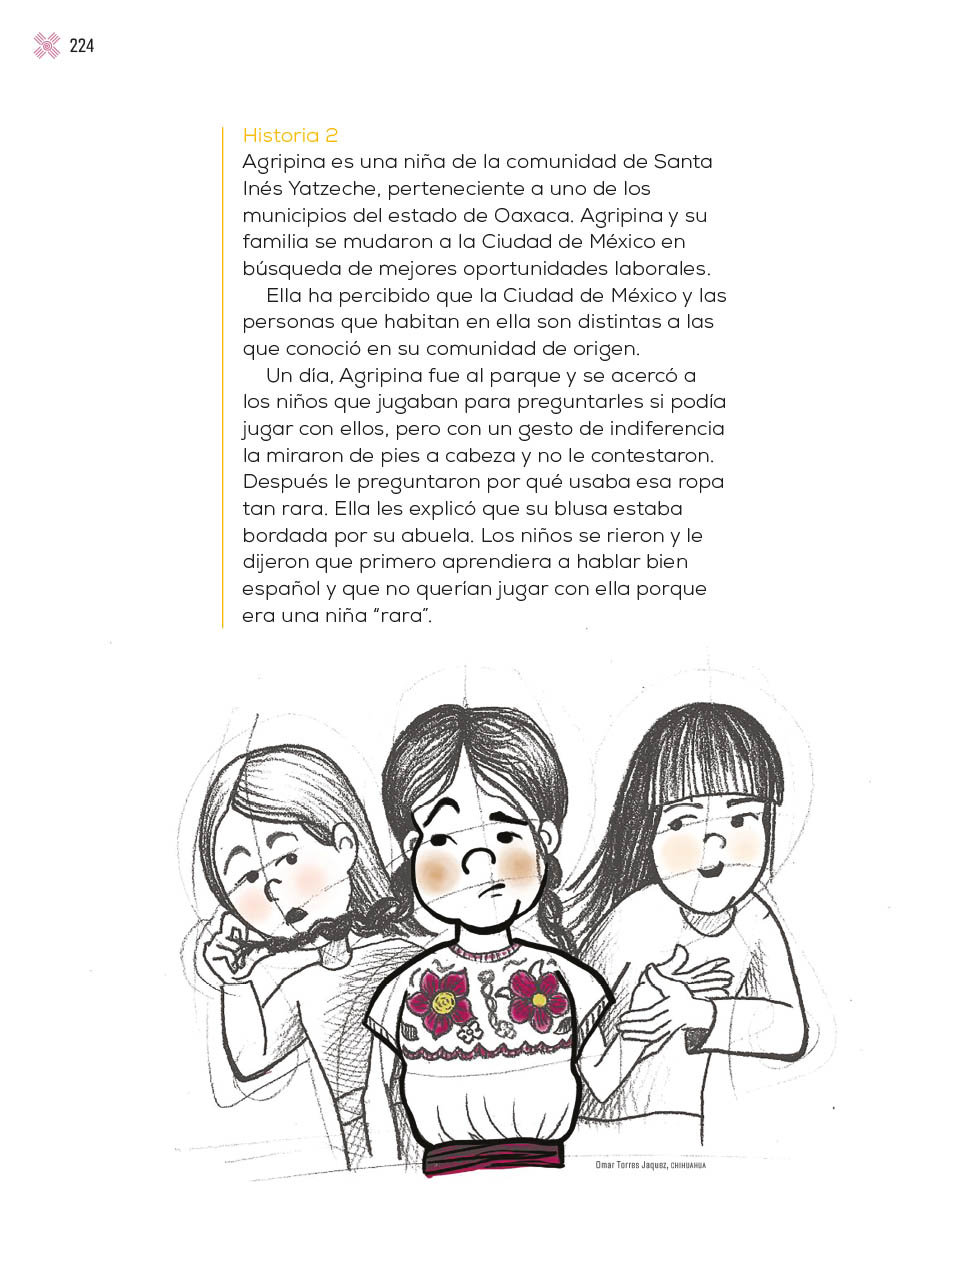 224
Historia 2
Agripina es una niña de la comunidad de Santa
Inés Yatzeche, perteneciente a uno de los
municipios del estado de Oaxaca. Agripina y su
familia se mudaron a la Ciudad de México en
búsqueda de mejores oportunidades laborales.
Ella ha percibido que la Ciudad de México y las
personas que habitan en ella son distintas a las
que conoció en su comunidad de origen.
Un día, Agripina fue al parque y se acercó a
los niños que jugaban para preguntarles si podía
jugar con ellos, pero con un gesto de indiferencia
la miraron de pies a cabeza y no le contestaron.
Después le preguntaron por qué usaba esa ropa
tan rara. Ella les explicó que su blusa estaba
bordada por su abuela. Los niños se rieron y le
dijeron que primero aprendiera a hablar bien
español y que no querían jugar con ella porque
era una niña “rara”.
Omar Torres Jaquez, CHIHUAHUA